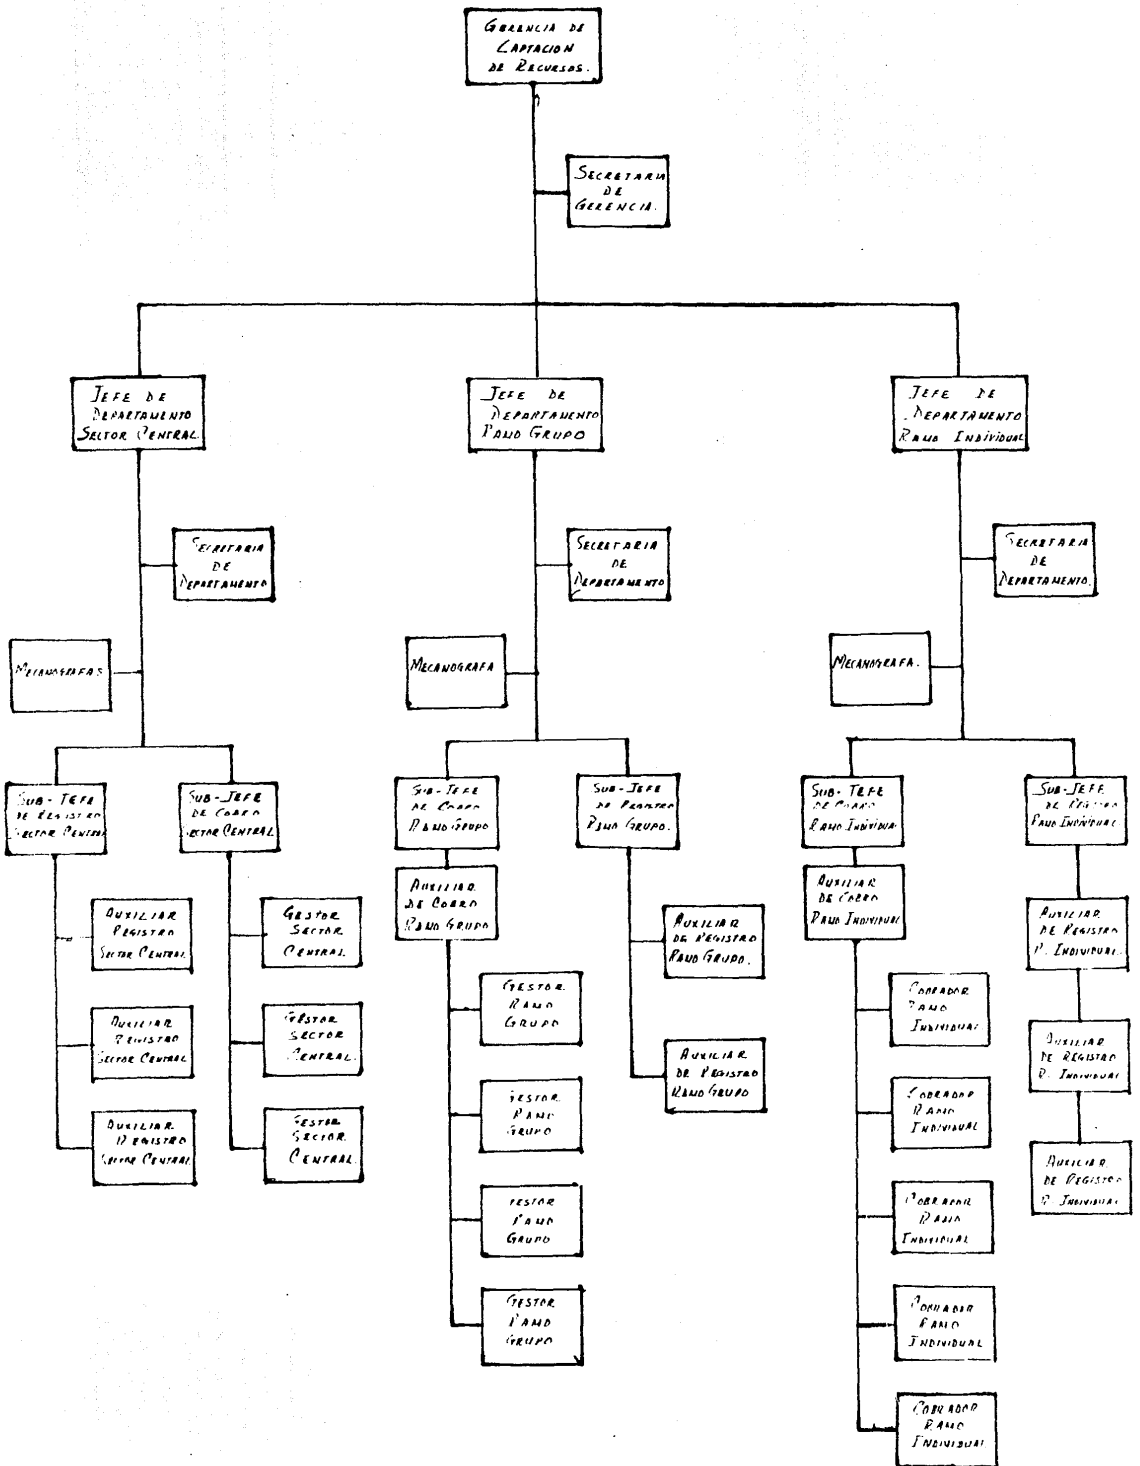 GERENCIA DE
CAPTACION
DE RECURSOS.
SECRETARIA
DE
GERENCIA.
JEFE DE
DEPARTAMENTO
SECTOR CENTRAL.
JEFE DE
DEPARTAMENTO
RAMO GRUPO
JEFE DE
DEPARTAMENTO
RAMO INDIVIDUAL
SECRETARIA
DE
DEPARTAMENTO
SECRETARIA
DE
DEPARTAMENTO
SECRETARIA
DE
DEPARTAMENTO.
MECANOGRAFAS
MECANOGRAFA
MECANOGRAFA.
SUB-JEFE
DE REGISTRO
SECTOR CENTRAL
SUB-JEFE
DE COBRO
SECTOR CENTRAL
SUB-JEFE
DE COBRO
RAMO GRUPO
SUB-JEFE
DE REGISTRO
RAMO GRUPO.
SUB-JEFE
DE COBRO
RAMO INDIVIDUAL
SUB-JEFE
DE REGISTRO
RAMO INDIVIDUAL
AUXILIAR
REGISTRO
SECTOR CENTRAL
AUXILIAR
REGISTRO
SECTOR CENTRAL
AUXILIAR
REGISTRO
SECTOR CENTRAL
GESTOR
SECTOR
CENTRAL.
GESTOR
SECTOR
CENTRAL.
GESTOR
SECTOR
CENTRAL.
AUXILIAR
DE COBRO
RAMO GRUPO
GESTOR
RAMO
GRUPO
GESTOR
RAMO
GRUPO
GESTOR
RAMO
GRUPO
GESTOR
RAMO
GRUPO
AUXILIAR
DE REGISTRO
RAMO GRUPO.
AUXILIAR
DE REGISTRO
RAMO GRUPO
AUXILIAR
DE COBRO
RAMO INDIVIDUAL
COBRADOR
RAMO
INDIVIDUAL
COBRADOR
RAMO
INDIVIDUAL
COBRADOR
RAMO
INDIVIDUAL
COBRADOR
RAMO
INDIVIDUAL
COBRADOR
RAMO
INDIVIDUAL
AUXILIAR
DE REGISTRO
R. INDIVIDUAL
AUXILIAR
DE REGISTRO
R. INDIVIDUAL
AUXILIAR
DE REGISTRO
R. INDIVIDUAL